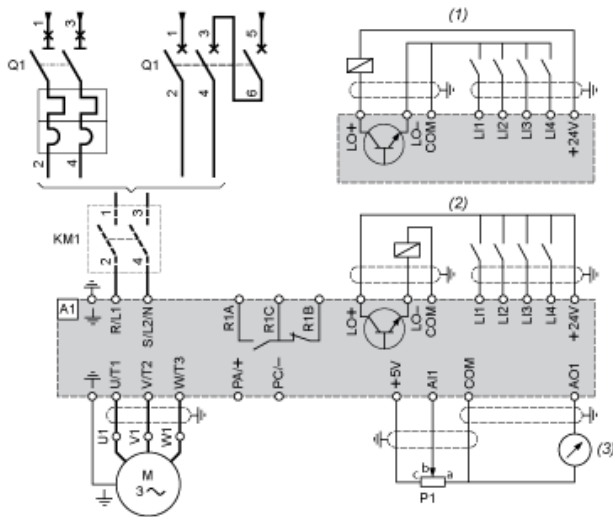 1 3 1 3 5
Q1 Q1
2 4 2 4 6
KM1 1 3
2 4
(1)
LO+ LO- COM LI1 LI2 LI3 LI4 +24V
(2)
A1 R/L1 S/L2/N R1A R1C R1B LO+ LO- COM LI1 LI2 LI3 LI4 +24V
U/T1 V/T2 W/T3 PA/+ PC/– +5V AI1 COM AO1
U1 V1 W1
M
3~
c b a
P1
(3)